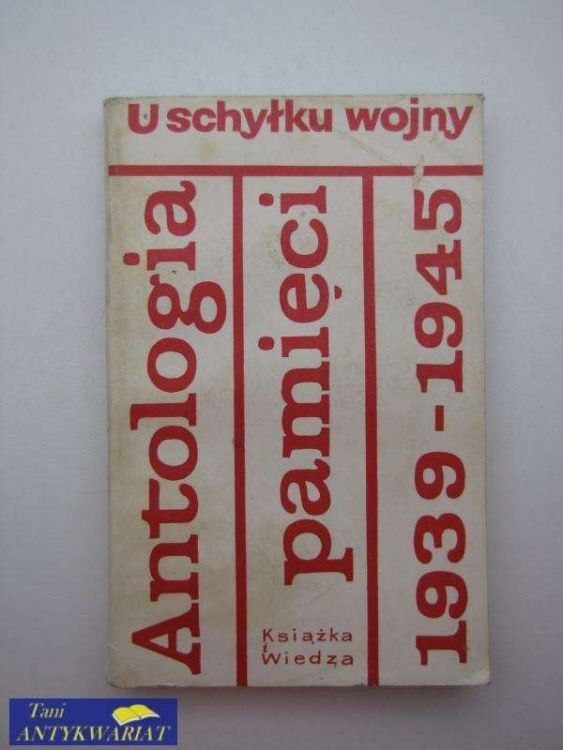 U schyłku wojny
Antologia
pamięci
1939-1945
Książka
i
Wiedza
Tani
ANTYKWARIAT